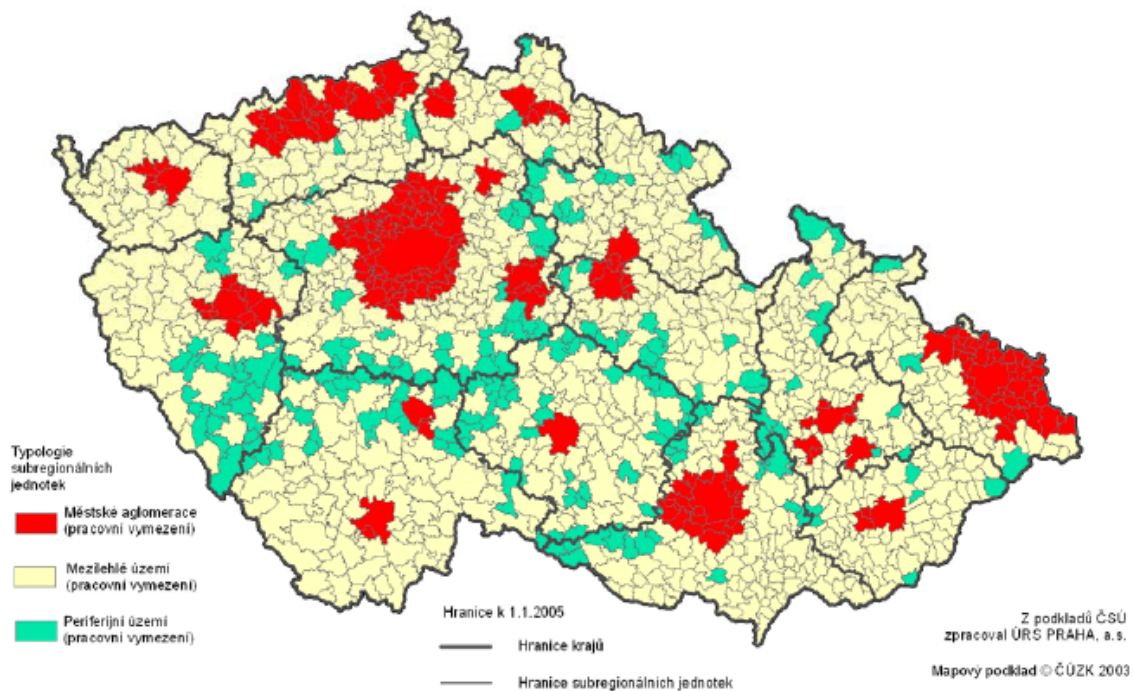 Typologie
subregionálních
jednotek
Městské aglomerace
(pracovní vymezení)
Mezilehlé území
(pracovní vymezení)
Periferijní území
(pracovní vymezení)
Hranice k 1.1.2005
Hranice krajů
Hranice subregionálních jednotek
Z podkladů ČSÚ
zpracoval ÚRS PRAHA, a.s.
Mapový podklad © ČÚZK 2003